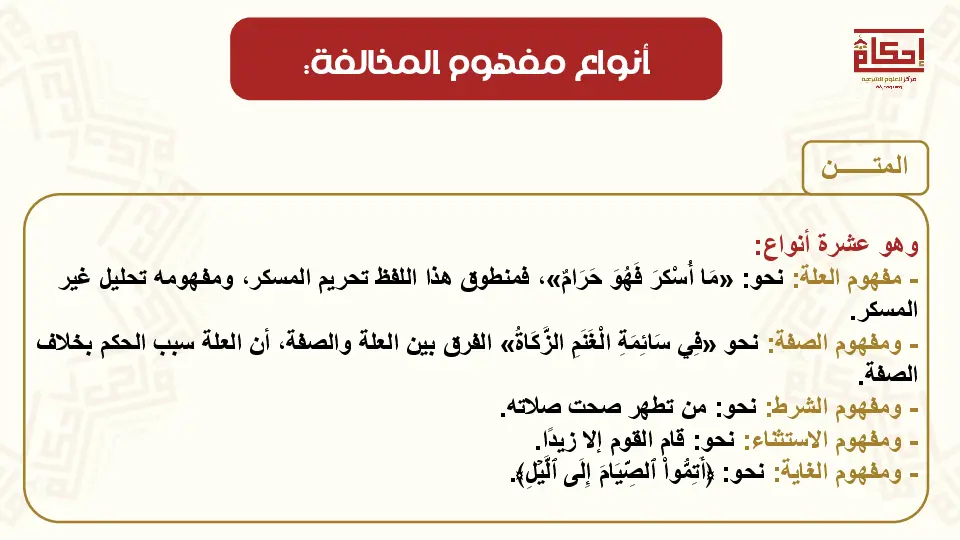 أنواع مفهوم المخالفة:
إحكام
مركز للعلوم الشرعية
المتـــــن
وهو عشرة أنواع:
- مفهوم العلة: نحو: «مَا أُسْكرَ فَهُوَ حَرَامٌ»، فمنطوق هذا اللفظ تحريم المسكر، ومفهومه تحليل غير
المسكر.
- ومفهوم الصفة: نحو «فِي سَائِمَةِ الْغَنَمِ الزَّكَاةُ» الفرق بين العلة والصفة، أن العلة سبب الحكم بخلاف
الصفة.
- ومفهوم الشرط: نحو: من تطهر صحت صلاته.
- ومفهوم الاستثناء: نحو: قام القوم إلا زيدًا.
- ومفهوم الغاية: نحو: ﴿أَتِمُّواْ ٱلصِّيَامَ إِلَى ٱلَّيۡلِ﴾.